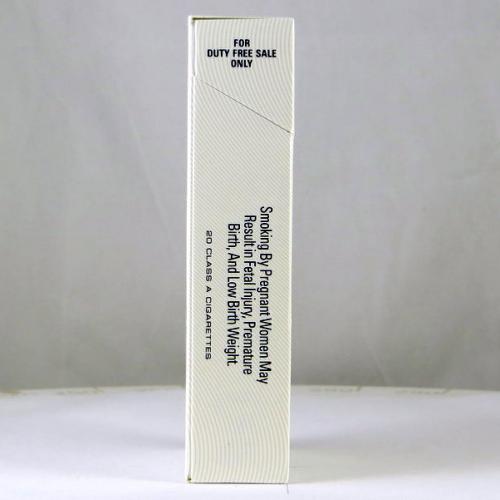 FOR
DUTY FREE SALE
ONLY
Smoking By Pregnant Women May
Result in Fetal Injury, Premature
Birth, And Low Birth Weight.
20 CLASS A CIGARETTES